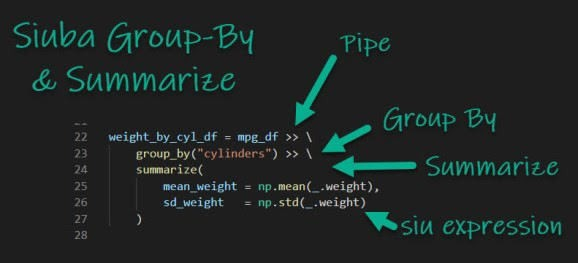 Siuba Group-By
& Summarize
Pipe
Group By
Summarize
siu expression
22 weight_by_cyl_df = mpg_df >> \
23     group_by("cylinders") >> \
24     summarize(
25         mean_weight = np.mean(_.weight),
26         sd_weight   = np.std(_.weight)
27     )
28